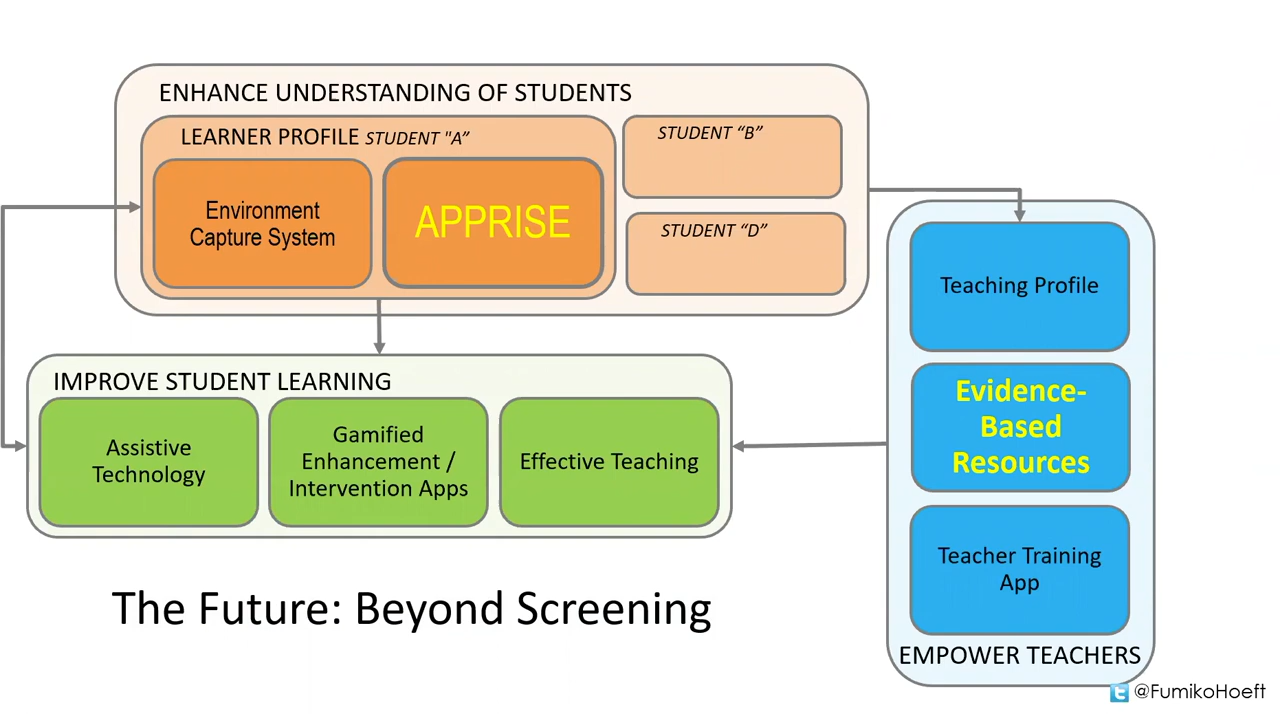 ENHANCE UNDERSTANDING OF STUDENTS
LEARNER PROFILE STUDENT "A”
Environment
Capture System
APPRISE
STUDENT “B”
STUDENT “D”
Teaching Profile
Evidence-
Based
Resources
Teacher Training
App
EMPOWER TEACHERS
IMPROVE STUDENT LEARNING
Assistive
Technology
Gamified
Enhancement /
Intervention Apps
Effective Teaching
The Future: Beyond Screening
@FumikoHoeft